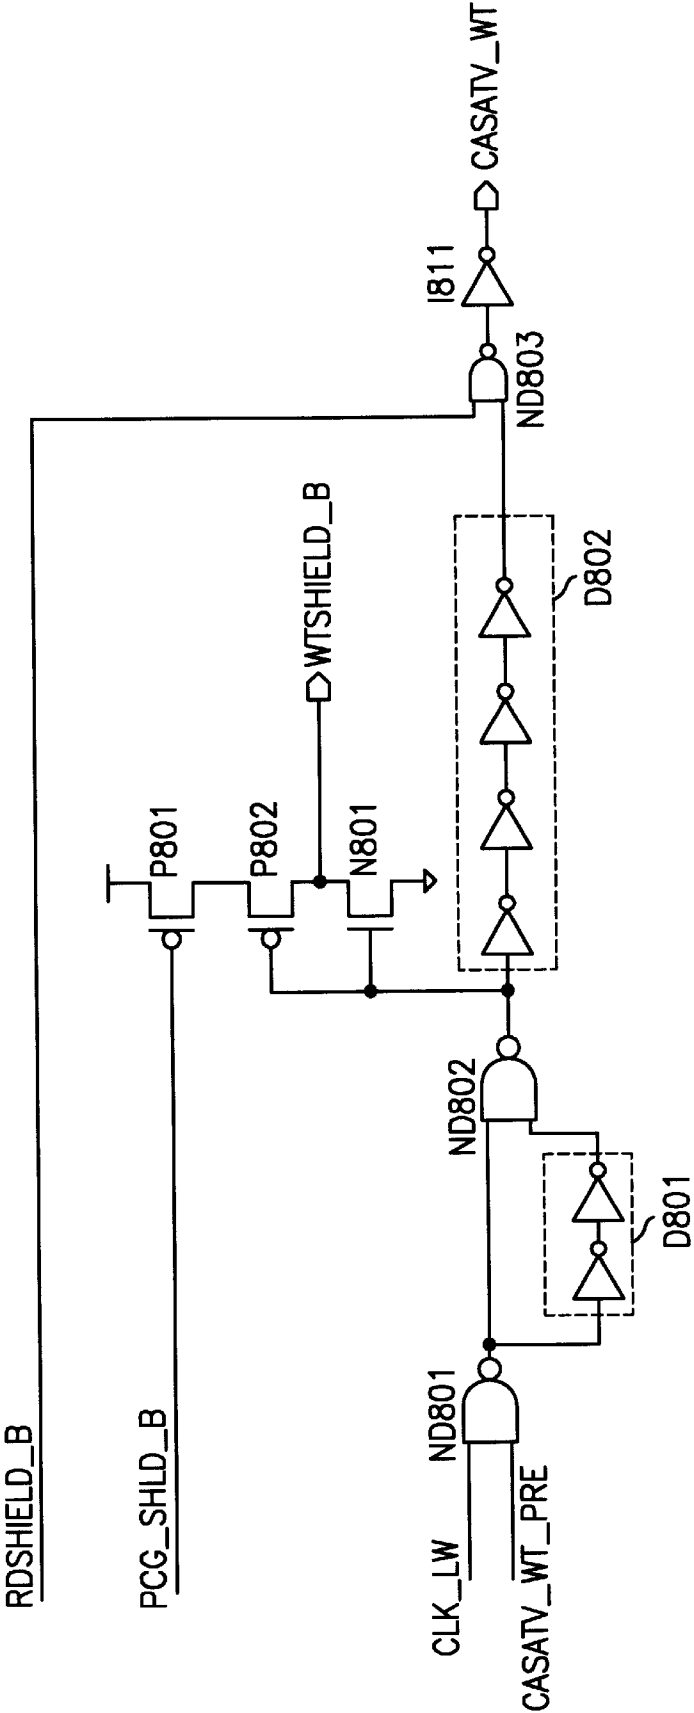 RDSHIELD_B
PCG_SHLD_B
CLK_LW
CASATV_WT_PRE
ND801
D801
ND802
P801
P802
N801
WTSHIELD_B
D802
ND803
I811
CASATV_WT